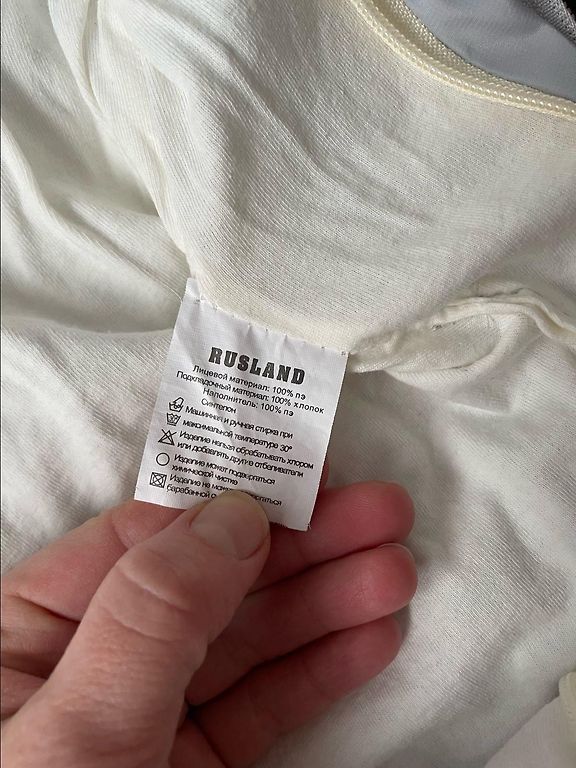 RUSLAND
Лицевой материал: 100% пэ
Подкладочный материал: 100% хлопок
Наполнитель: 100% пэ
Синтепон
Машинная и ручная стирка при
максимальной температуре 30°
Изделие нельзя обрабатывать хлором
или добавлять другие отбеливатели
Изделие может подвергаться
химической чистке
Изделие не
барабанной